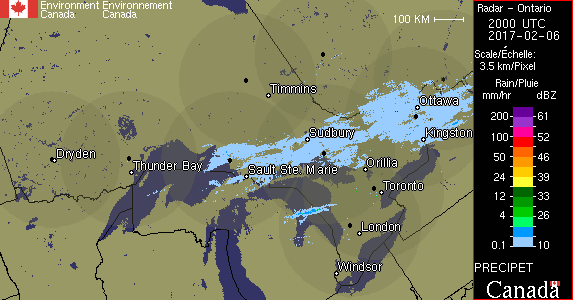 Environment Environnement
Canada Canada
100 KM
Timmins
Ottawa
Sudbury
Kingston
Dryden
Thunder Bay
Sault Ste. Marie
Orillia
Toronto
London
Windsor
Radar - Ontario
2000 UTC
2017-02-06
Scale/Échelle:
3.5 km/Pixel
Rain/Pluie
mm/hr dBZ
200 61
100 52
50 46
24 39
12 33
4 26
0.1 10
PRECIPET
Canada